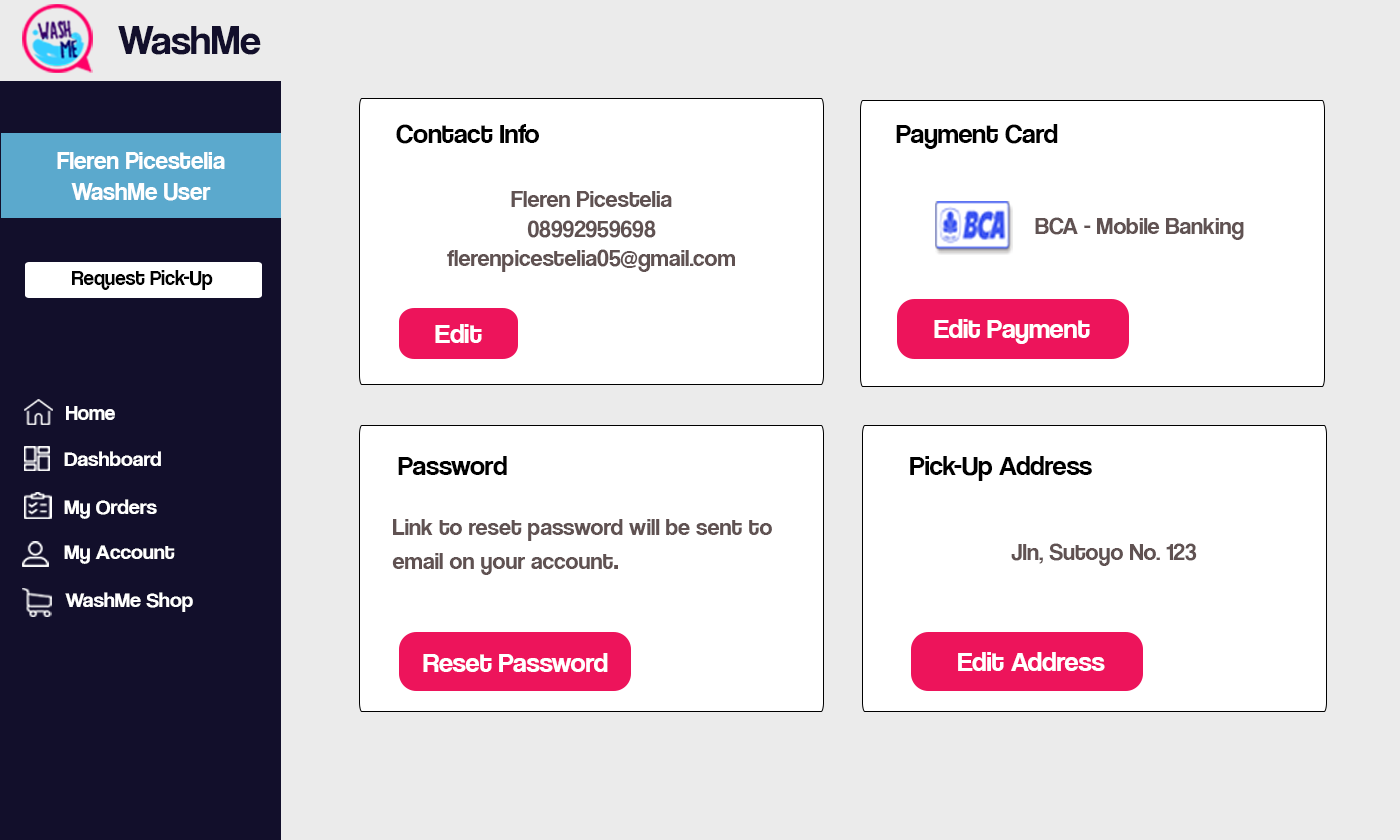 WASH
ME
WashMe
Fleren Picestelia
WashMe User
Request Pick-Up
Home
Dashboard
My Orders
My Account
WashMe Shop
Contact Info
Fleren Picestelia
08992959698
flerenpicestelia05@gmail.com
Edit
Payment Card
BCA
BCA - Mobile Banking
Edit Payment
Password
Link to reset password will be sent to
email on your account.
Reset Password
Pick-Up Address
Jln, Sutoyo No. 123
Edit Address